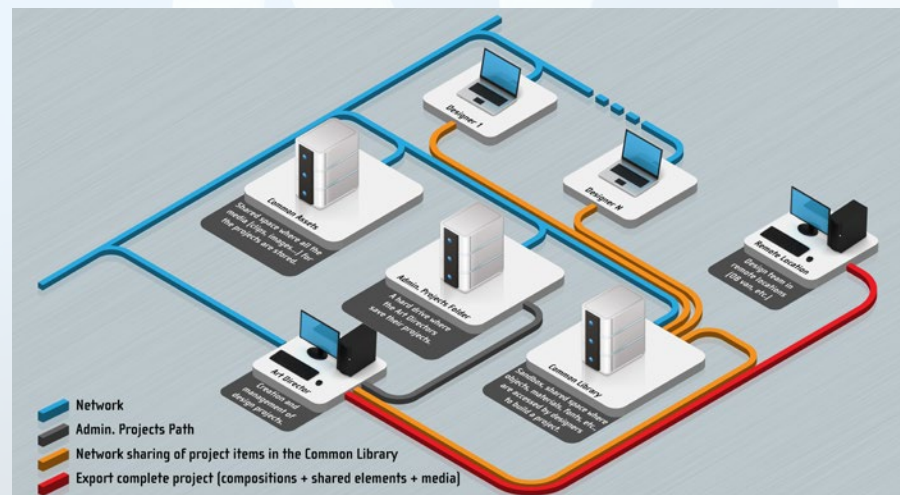 Designer 1
Designer N
Common Assets
Shared space where all the
media (clips, images...) for
the projects are stored.
Admin. Projects Folder
A hard drive where
the Art Directors
save their projects.
Remote Location
Design team in
remote locations
(OB van, etc.)
Common Library
Sandbox, shared space where
objects, materials, fonts, etc.
are accessed by designers
to build a project.
Art Director
Creation and
management of
design projects.
Network
Admin. Projects Path
Network sharing of project items in the Common Library
Export complete project (compositions + shared elements + media)